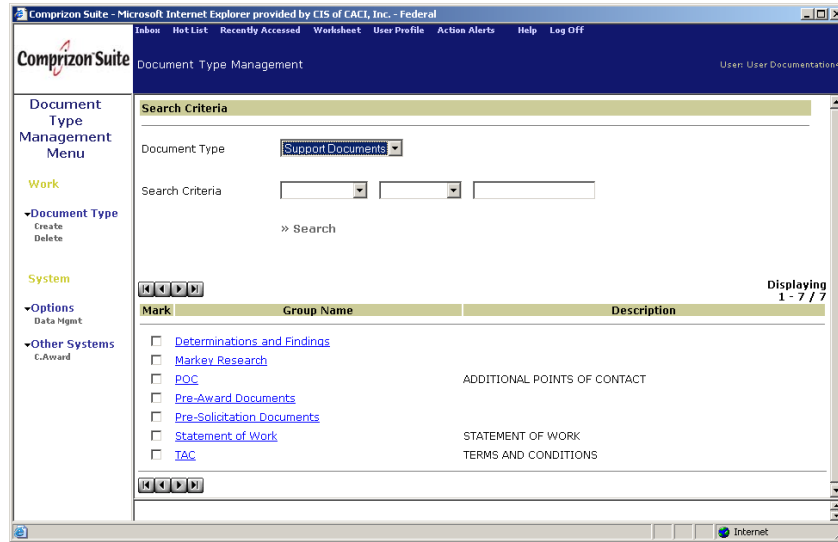 Comprizon Suite - Microsoft Internet Explorer provided by CIS of CACI, Inc. - Federal
Inbox Hot List Recently Accessed Worksheet User Profile Action Alerts Help Log Off
Comprizon Suite
Document Type Management
User: User Documentation
Document
Type
Management
Menu
Work
Document Type
Create
Delete
System
Options
Data Mgmt
Other Systems
C.Award
Search Criteria
Document Type Support Documents
Search Criteria
» Search
Displaying
1 - 7 / 7
Mark Group Name Description
Determinations and Findings
Markey Research
POC ADDITIONAL POINTS OF CONTACT
Pre-Award Documents
Pre-Solicitation Documents
Statement of Work STATEMENT OF WORK
TAC TERMS AND CONDITIONS
Internet